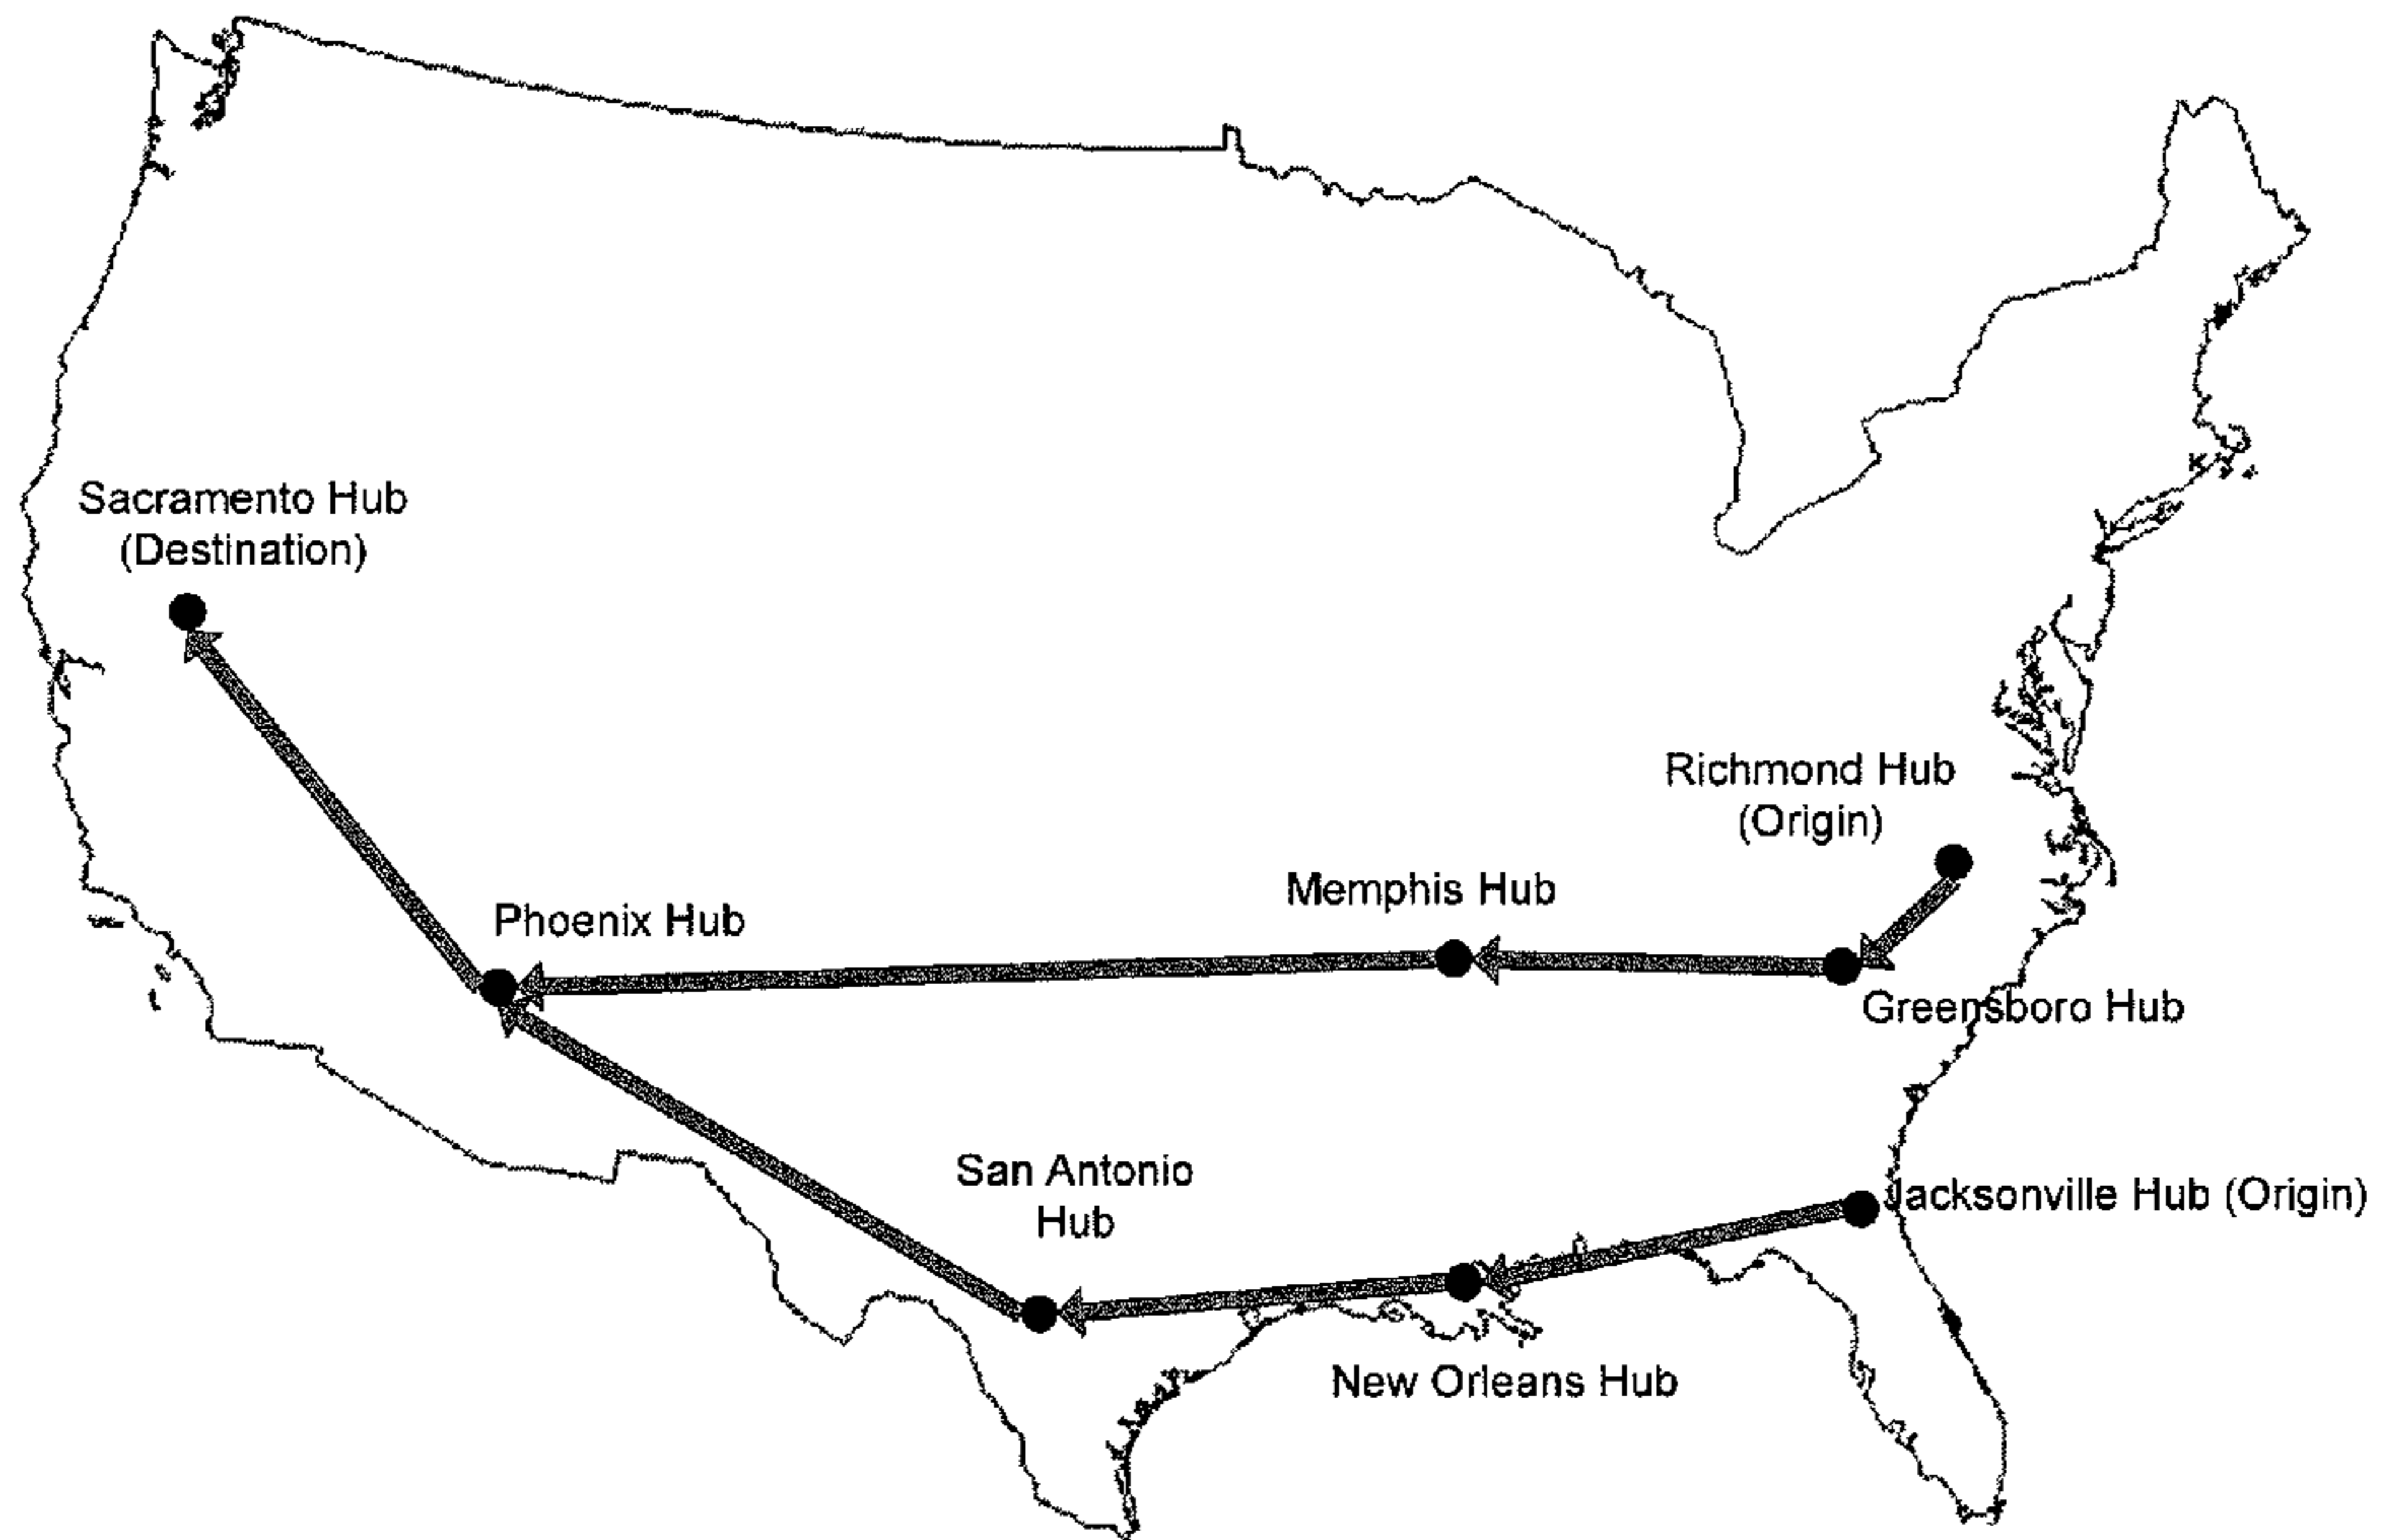 Sacramento Hub
(Destination)
Richmond Hub
(Origin)
Memphis Hub
Phoenix Hub
Greensboro Hub
San Antonio
Hub
Jacksonville Hub (Origin)
New Orleans Hub